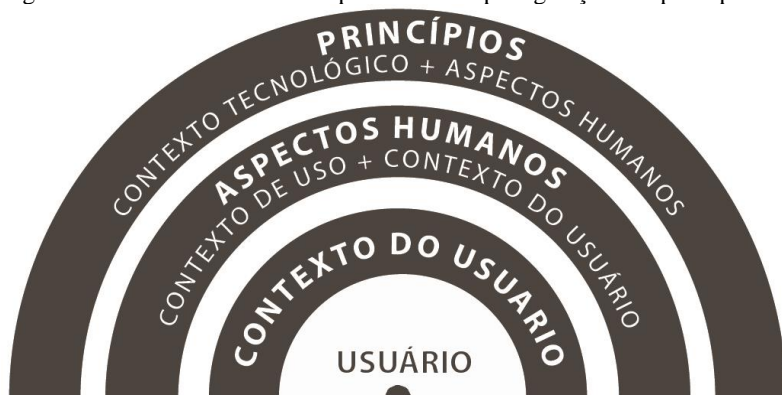 PRINCÍPIOS
CONTEXTO TECNOLÓGICO + ASPECTOS HUMANOS
ASPECTOS HUMANOS
CONTEXTO DE USO + CONTEXTO DO USUÁRIO
CONTEXTO DO USUARIO
USUÁRIO